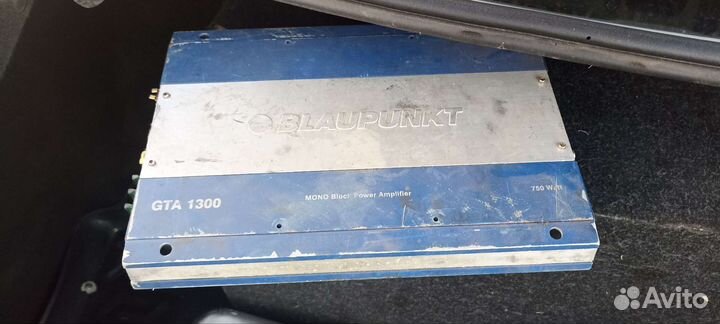 BLAUPUNKT
GTA 1300
MONO Block Power Amplifier
750 Watt
Avito